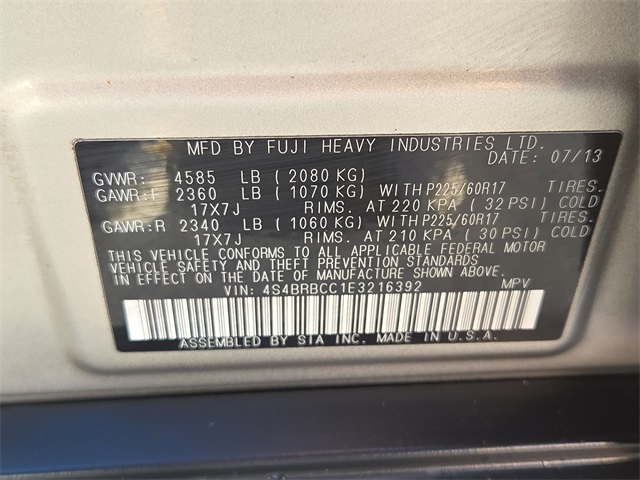 MFD BY FUJI HEAVY INDUSTRIES LTD.
DATE: 07/13
GVWR: 4585 LB ( 2080 KG)
GAWR:F 2360 LB ( 1070 KG) WITH P225/60R17 TIRES.
17X7J RIMS. AT 220 KPA ( 32 PSI) COLD
GAWR:R 2340 LB ( 1060 KG) WITH P225/60R17 TIRES.
17X7J RIMS. AT 210 KPA ( 30 PSI) COLD
THIS VEHICLE CONFORMS TO ALL APPLICABLE FEDERAL MOTOR
VEHICLE SAFETY AND THEFT PREVENTION STANDARDS
IN EFFECT ON THE DATE OF MANUFACTURE SHOWN ABOVE.
VIN: 4S4BRBCC1E3216392 MPV
ASSEMBLED BY SIA INC. MADE IN U.S.A.